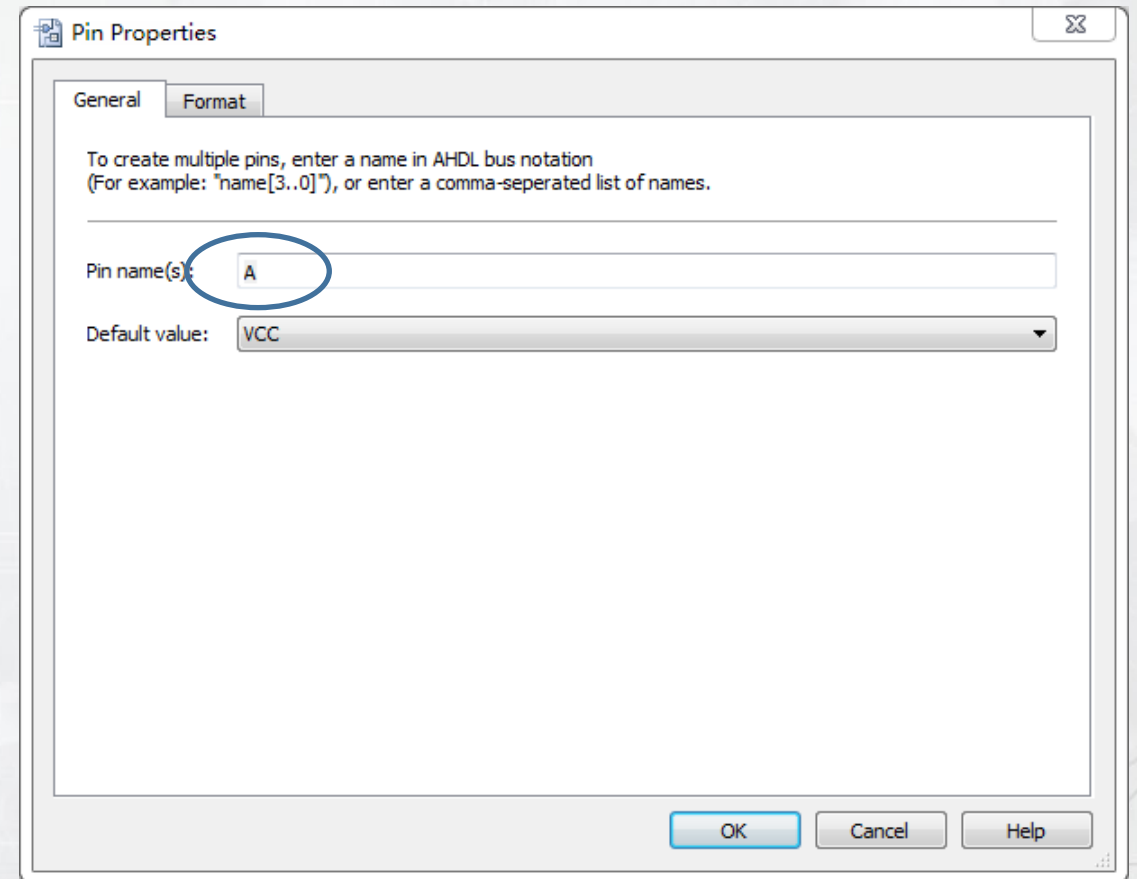 Pin Properties
General Format
To create multiple pins, enter a name in AHDL bus notation
(For example: "name[3..0]"), or enter a comma-seperated list of names.
Pin name(s): A
Default value: VCC
OK Cancel Help